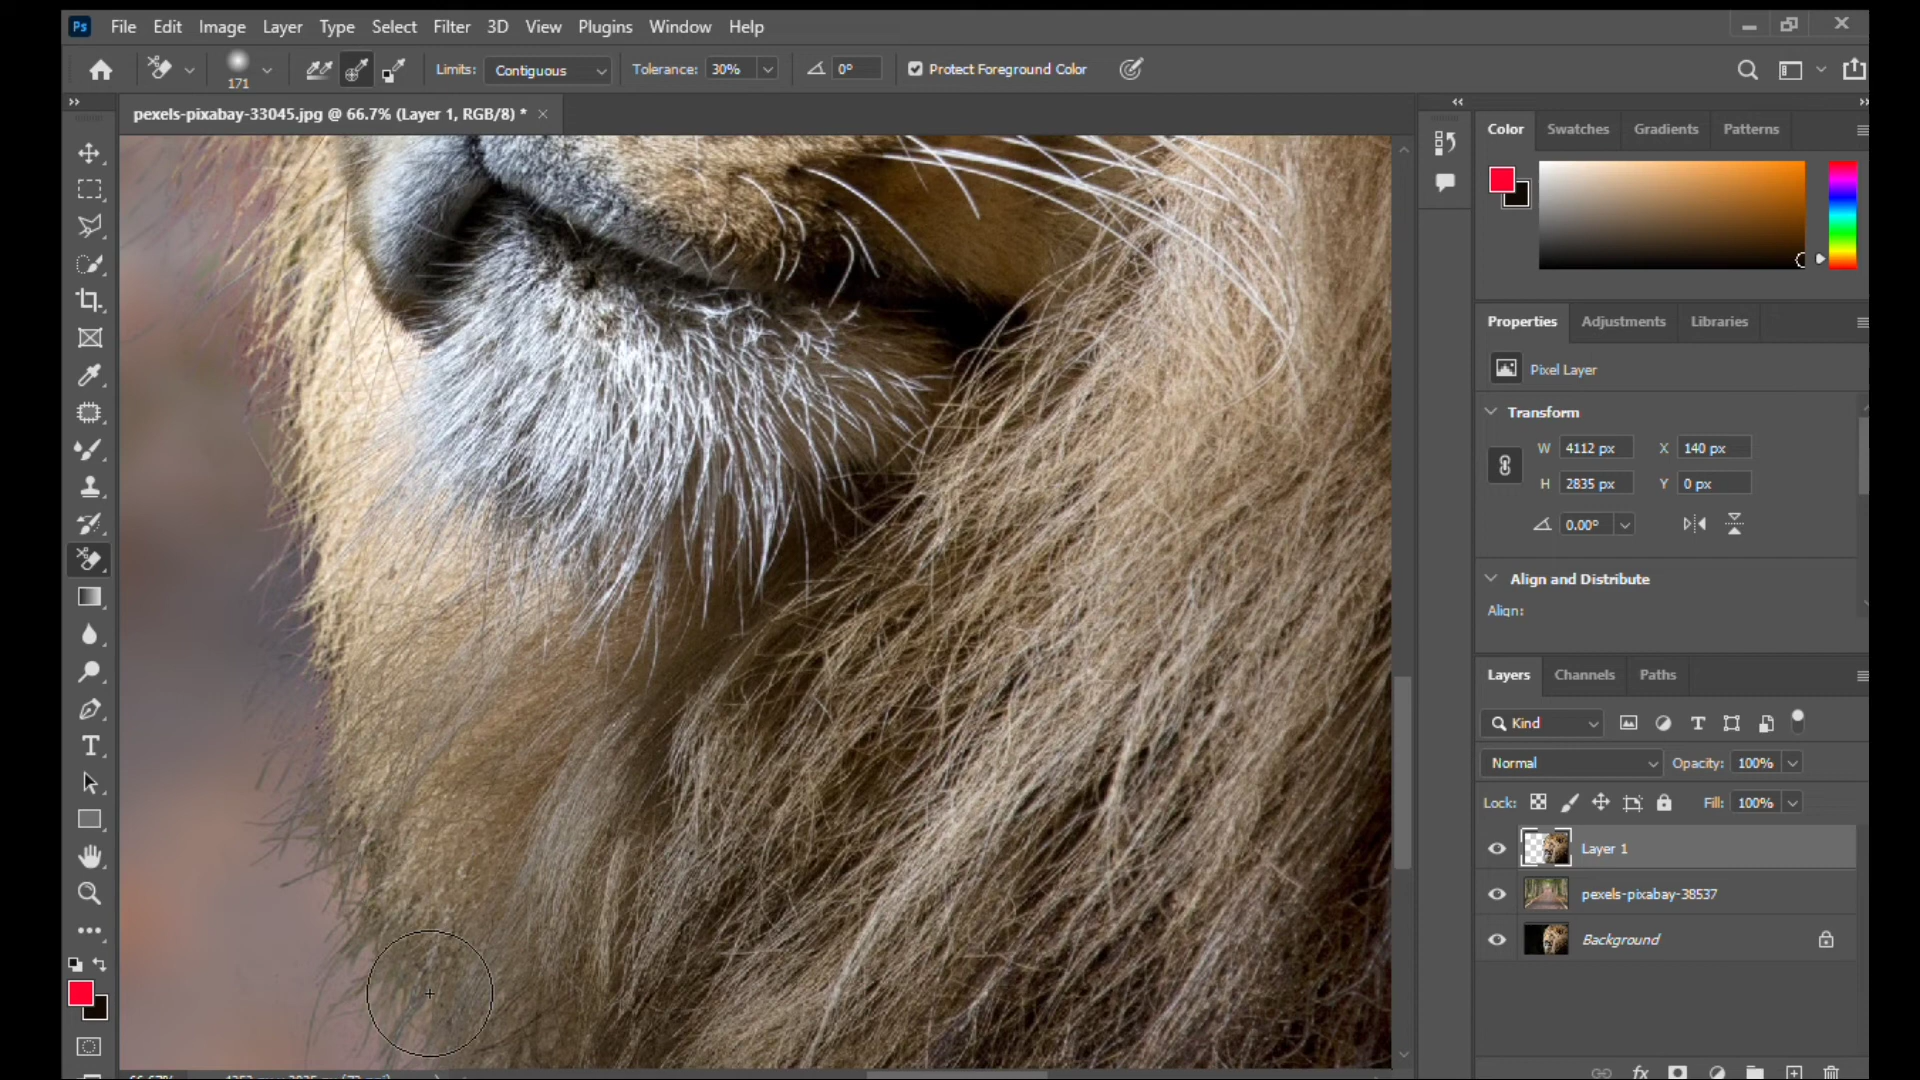 Ps File Edit Image Layer Type Select Filter 3D View Plugins Window Help
171 Limits: Contiguous Tolerance: 30% 0° Protect Foreground Color
pexels-pixabay-33045.jpg @ 66.7% (Layer 1, RGB/8) *
Color Swatches Gradients Patterns
Properties Adjustments Libraries
Pixel Layer
Transform
W 4112 px X 140 px
H 2835 px Y 0 px
0.00°
Align and Distribute
Align:
Layers Channels Paths
Kind
Normal Opacity: 100%
Lock: Fill: 100%
Layer 1
pexels-pixabay-38537
Background
fx